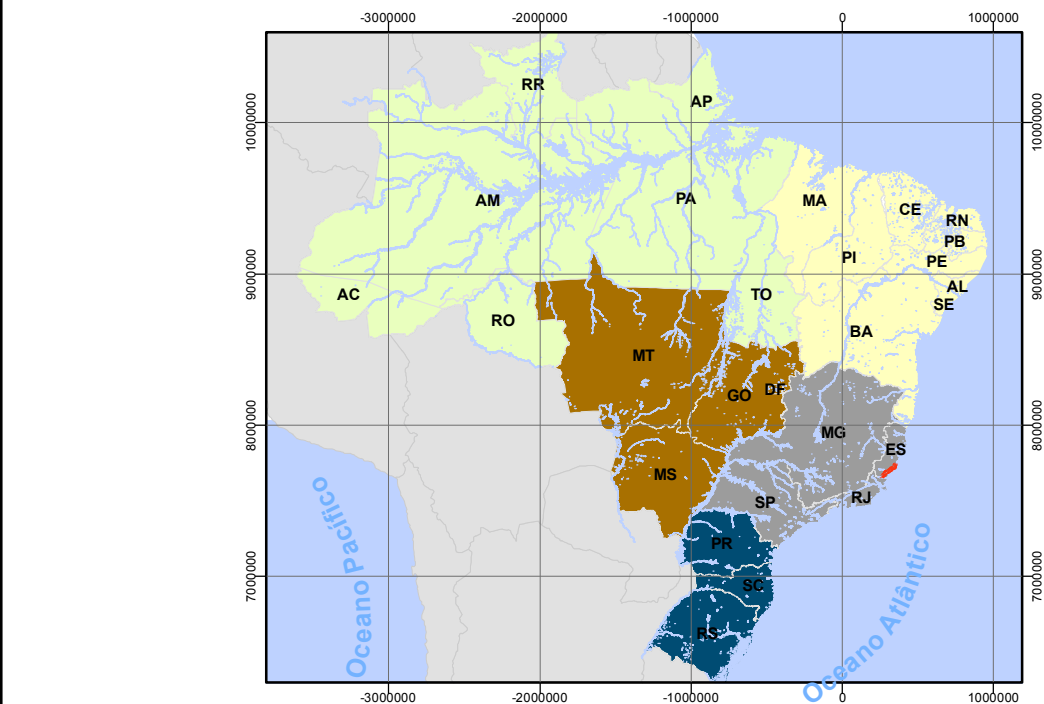 -3000000 -2000000 -1000000 0 1000000
RR
AP
10000000 10000000
AM PA MA CE
RN
PB
PI PE
9000000 9000000
AC TO AL
SE
RO BA
MT
GO DF
8000000 MG 8000000
ES
MS
SP RJ
Oceano Pacífico
PR
7000000 SC 7000000
RS
Oceano Atlântico
-3000000 -2000000 -1000000 0 1000000